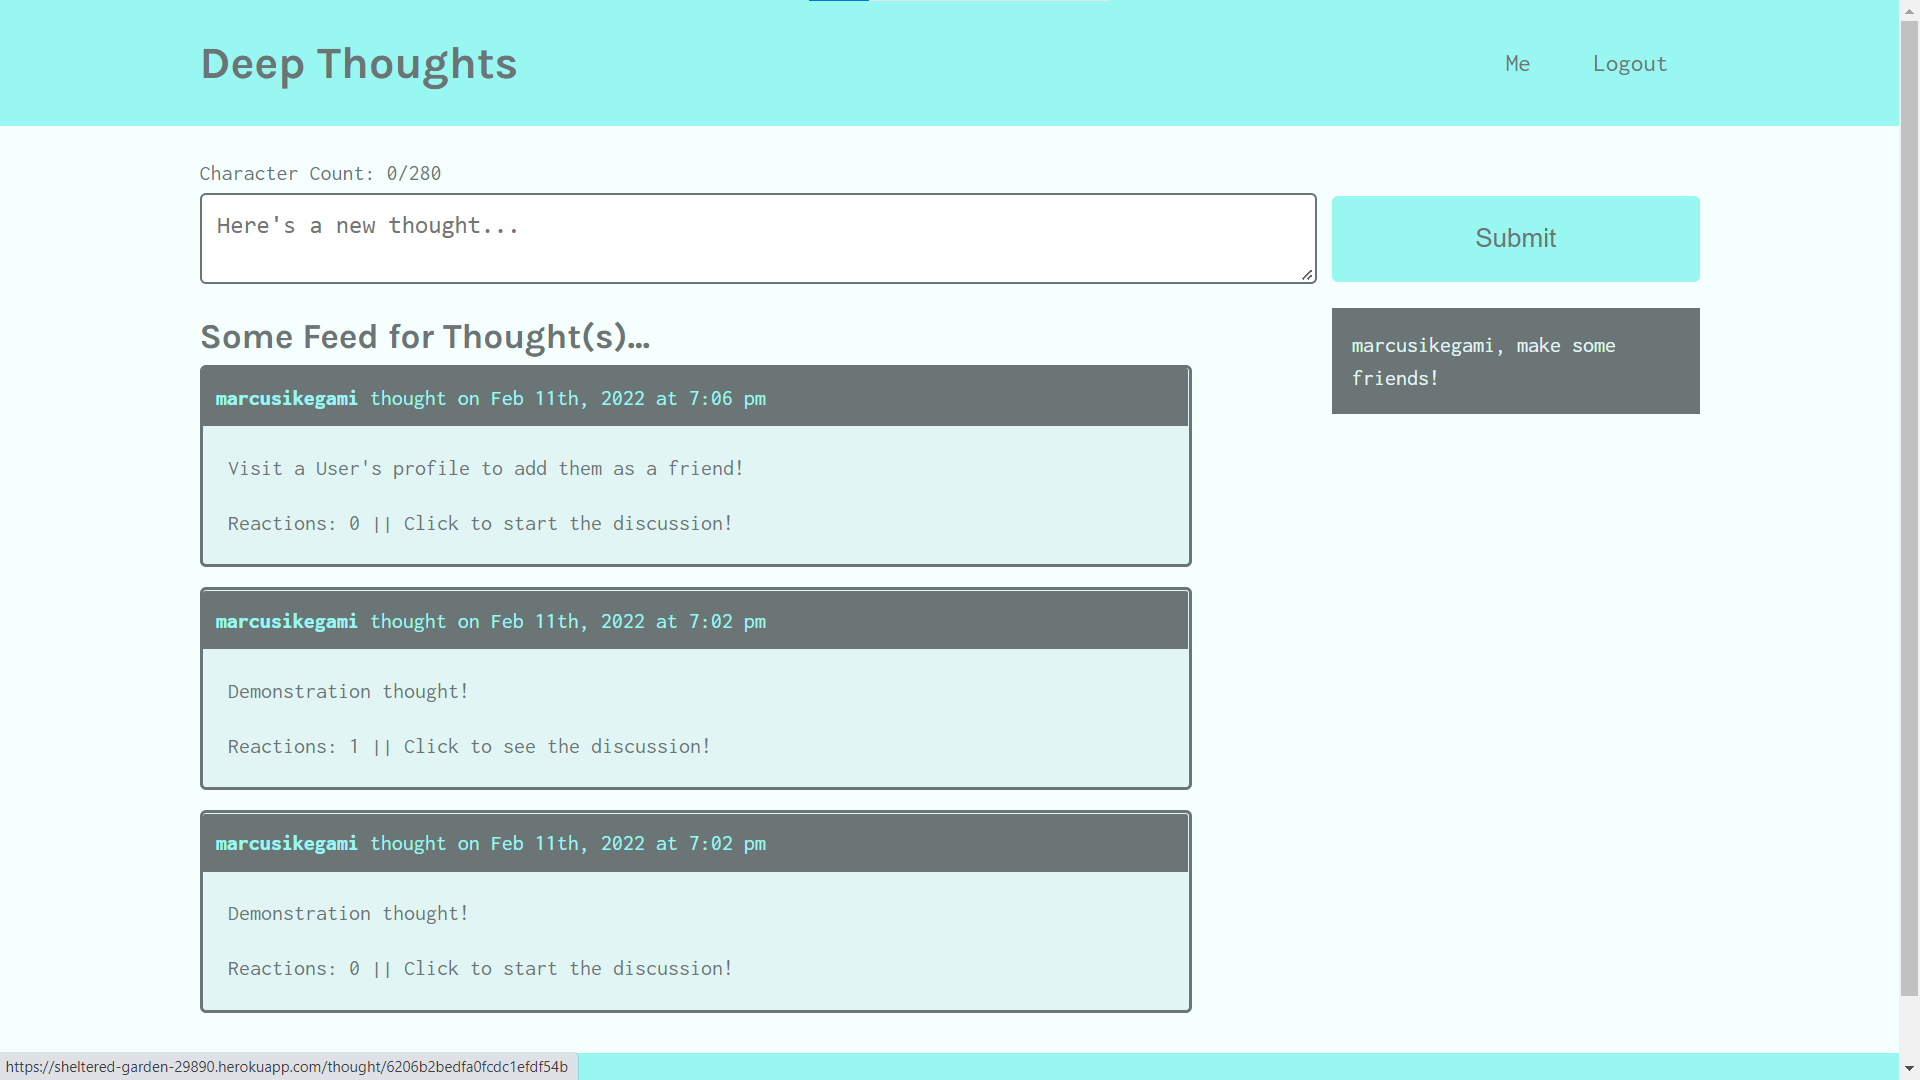 Deep Thoughts
Me
Logout
Character Count: 0/280
Here's a new thought...
Submit
Some Feed for Thought(s)...
marcusikegami, make some
friends!
marcusikegami thought on Feb 11th, 2022 at 7:06 pm
Visit a User's profile to add them as a friend!
Reactions: 0 || Click to start the discussion!
marcusikegami thought on Feb 11th, 2022 at 7:02 pm
Demonstration thought!
Reactions: 1 || Click to see the discussion!
marcusikegami thought on Feb 11th, 2022 at 7:02 pm
Demonstration thought!
Reactions: 0 || Click to start the discussion!
https://sheltered-garden-29890.herokuapp.com/thought/6206b2bedfa0fcdc1efdf54b